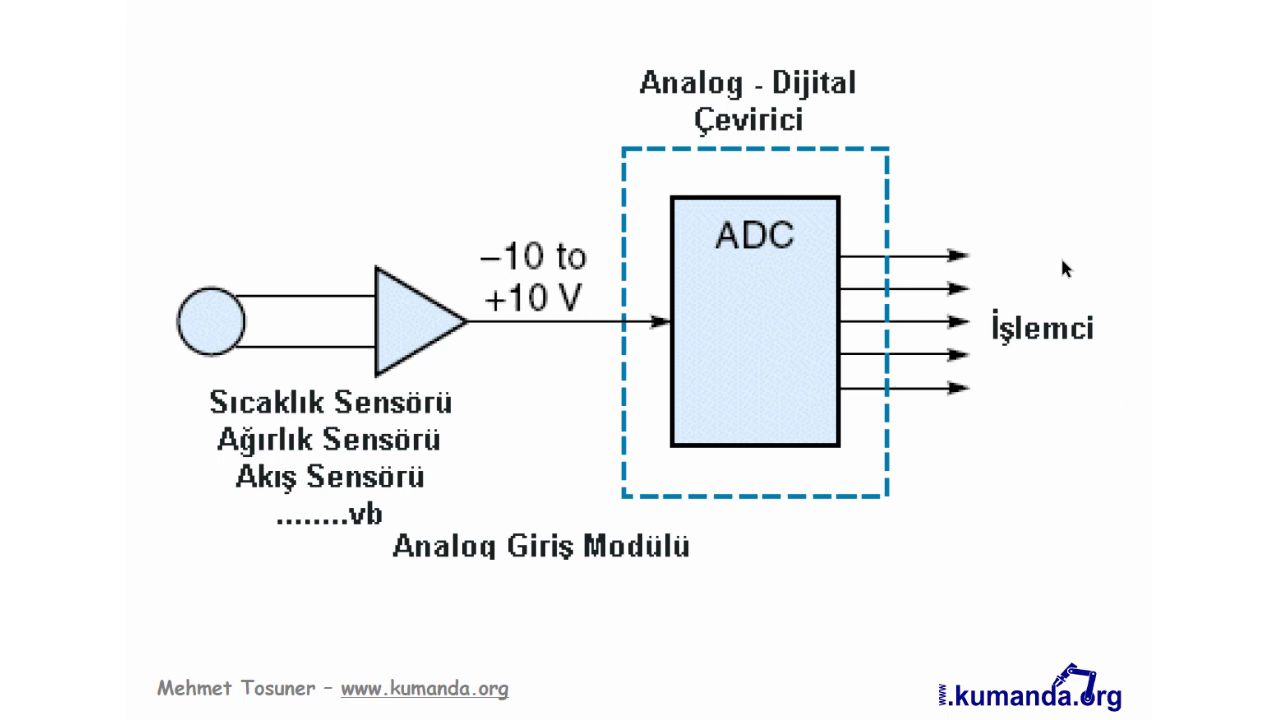 Analog - Dijital
Çevirici
ADC
–10 to
+10 V
İşlemci
Sıcaklık Sensörü
Ağırlık Sensörü
Akış Sensörü
........vb
Analog Giriş Modülü
Mehmet Tosuner – www.kumanda.org
www.kumanda.org